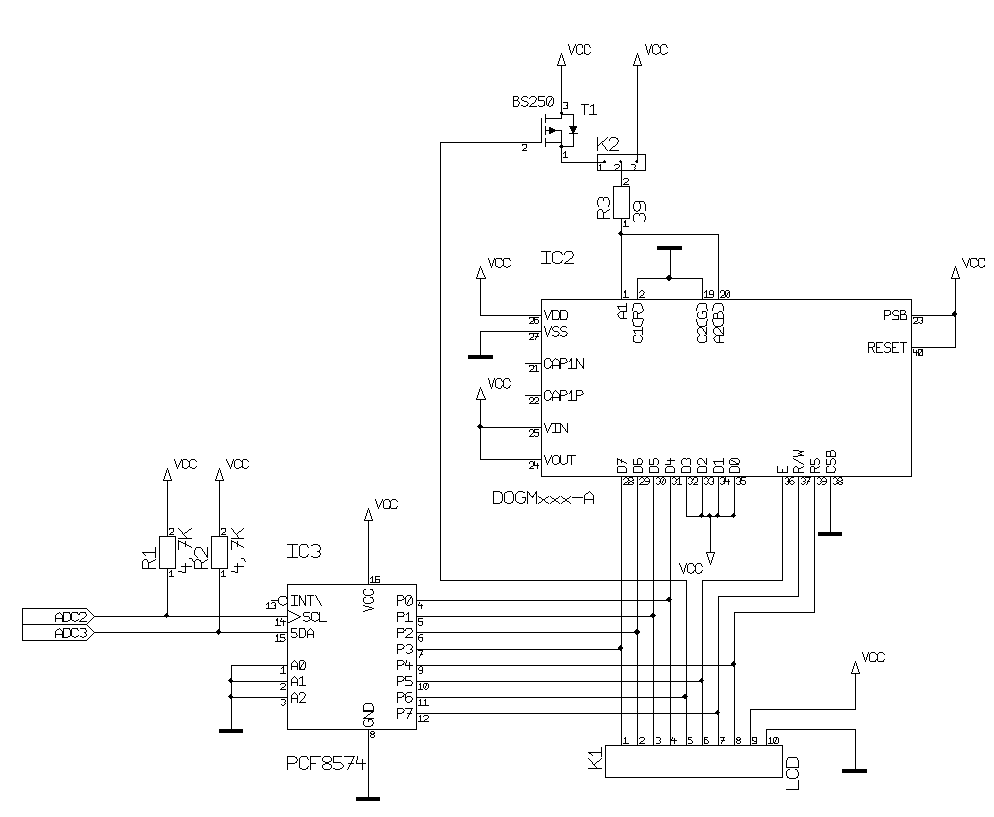 VCC
VCC
BS250
3
T1
2
1
K2
1 2 3
2
R3
39
1
IC2
VCC
VCC
1 2 19 20
A1
C1(R)
C2(G)
A2(B)
26 VDD
27 VSS
21 CAP1N
22 CAP1P
VCC
25 VIN
24 VOUT
PSB 23
RESET 40
D7 D6 D5 D4 D3 D2 D1 D0 E R/W RS CSB
28 29 30 31 32 33 34 35 36 37 39 38
DOGMxxx-A
VCC
VCC
VCC
2
R1
4,7K
1
2
R2
4,7K
1
VCC
IC3
16
VCC
13 INT\
14 SCL
15 SDA
1 A0
2 A1
3 A2
P0 4
P1 5
P2 6
P3 7
P4 9
P5 10
P6 11
P7 12
GND
8
PCF8574
ADC2
ADC3
VCC
K1
1 2 3 4 5 6 7 8 9 10
LCD